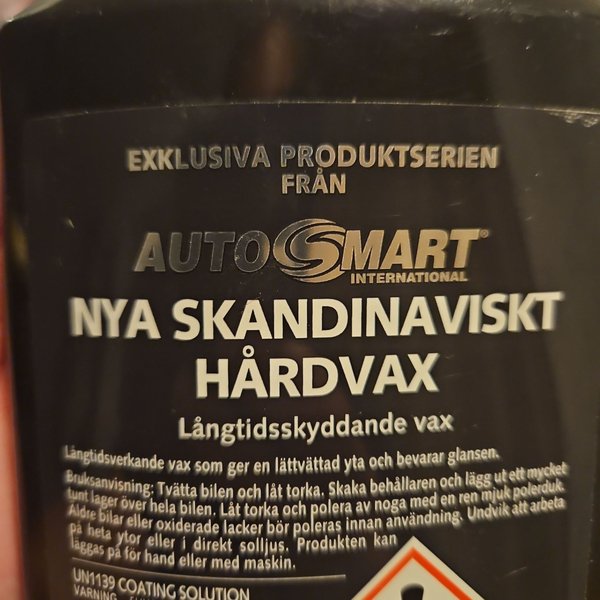 EXKLUSIVA PRODUKTSERIEN
FRÅN
AUTOSMART®
INTERNATIONAL
NYA SKANDINAVISKT
HÅRDVAX
Långtidsskyddande vax
Långtidsverkande vax som ger en lättvättad yta och bevarar glansen.
Bruksanvisning: Tvätta bilen och låt torka. Skaka behållaren och lägg ut ett mycket
tunt lager över hela bilen. Låt torka och polera av noga med en ren mjuk polerduk.
Äldre bilar eller oxiderade lacker bör poleras innan användning. Undvik att arbeta
på heta ytor eller i direkt solljus. Produkten kan
läggas på för hand eller med maskin.
UN1139 COATING SOLUTION
VARNING